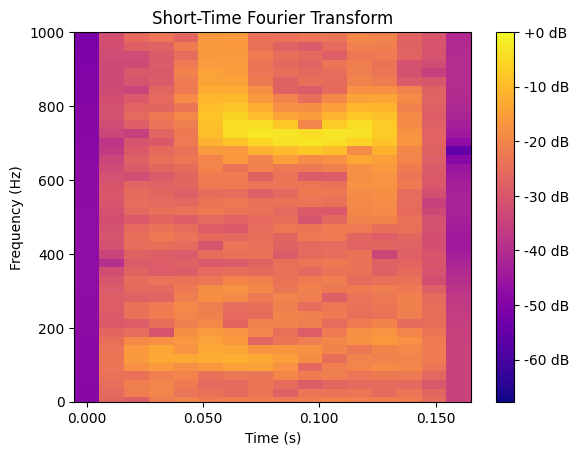 Short-Time Fourier Transform
1000
800
600
400
200
0
Frequency (Hz)
0.000
0.050
0.100
0.150
Time (s)
+0 dB
-10 dB
-20 dB
-30 dB
-40 dB
-50 dB
-60 dB